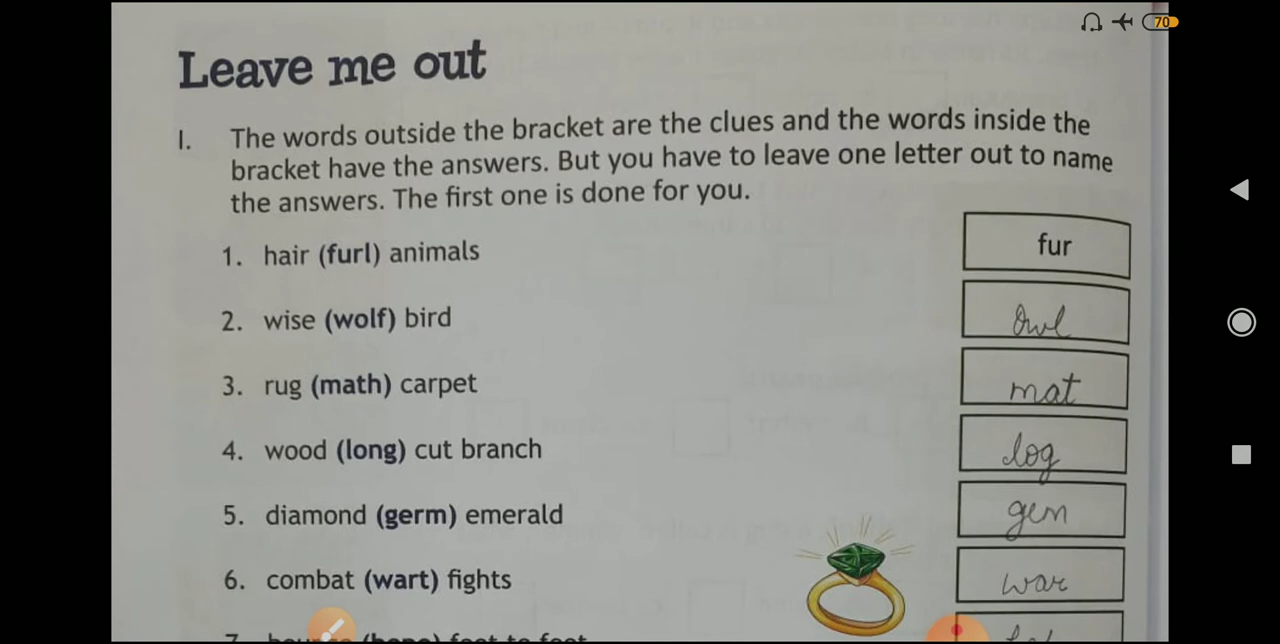 70
Leave me out
I. The words outside the bracket are the clues and the words inside the
bracket have the answers. But you have to leave one letter out to name
the answers. The first one is done for you.
1. hair (furl) animals fur
2. wise (wolf) bird Owl
3. rug (math) carpet mat
4. wood (long) cut branch log
5. diamond (germ) emerald gem
6. combat (wart) fights war